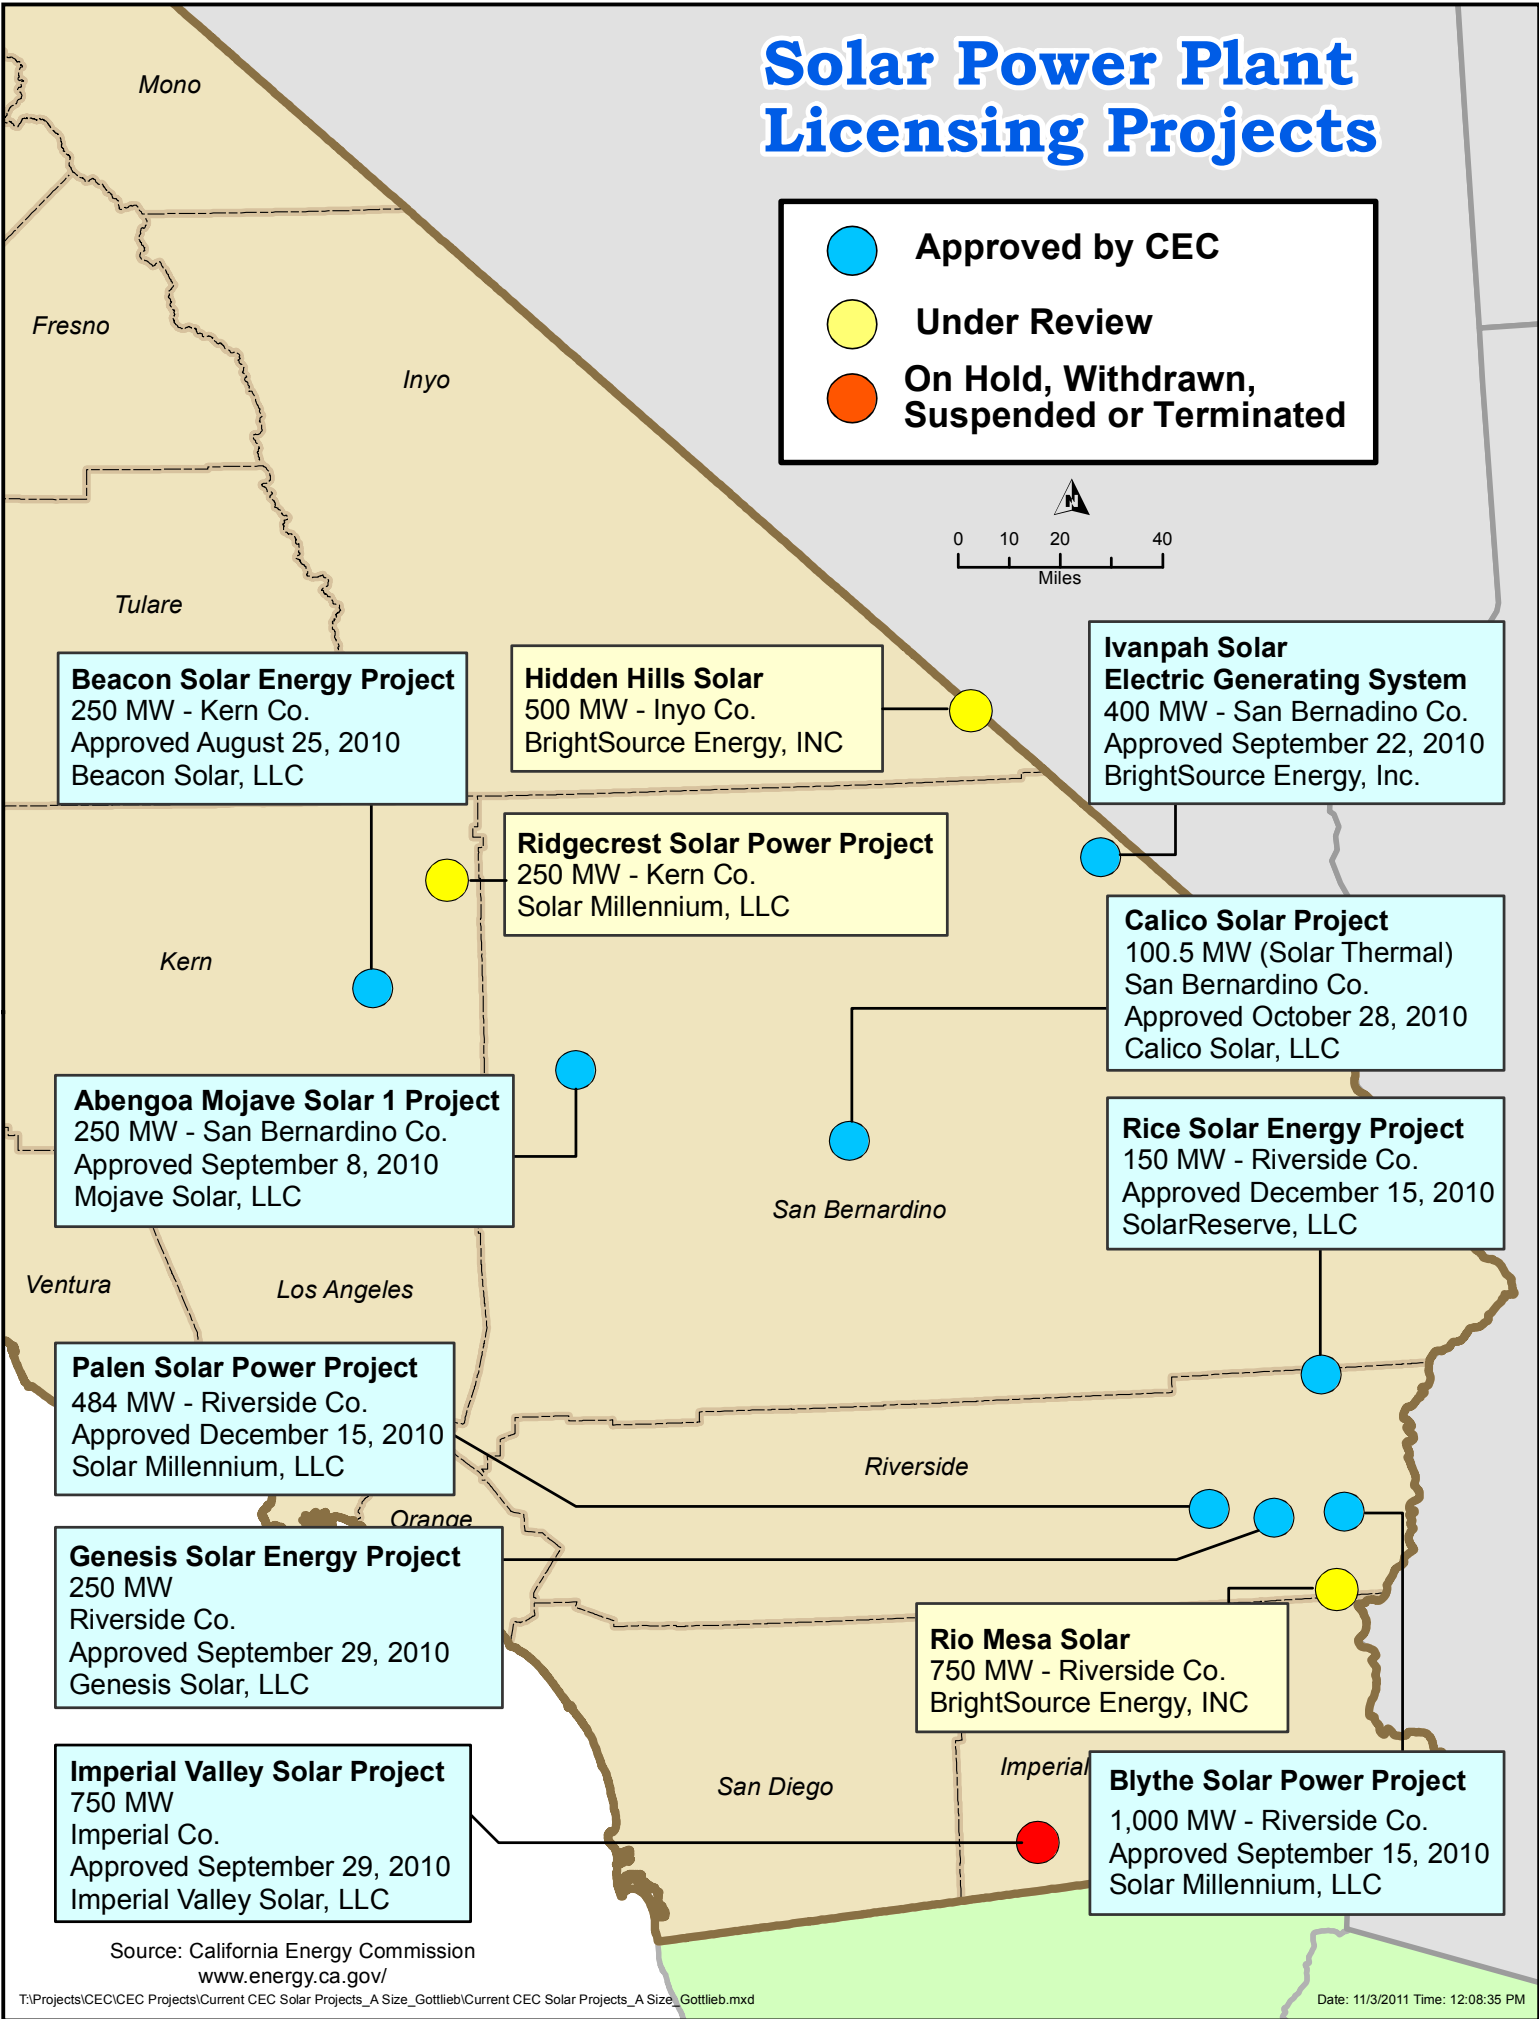 Solar Power Plant
Licensing Projects
Approved by CEC
Under Review
On Hold, Withdrawn,
Suspended or Terminated
N
0 10 20 40
Miles
Mono
Fresno
Inyo
Tulare
Beacon Solar Energy Project
250 MW - Kern Co.
Approved August 25, 2010
Beacon Solar, LLC
Hidden Hills Solar
500 MW - Inyo Co.
BrightSource Energy, INC
Ivanpah Solar
Electric Generating System
400 MW - San Bernadino Co.
Approved September 22, 2010
BrightSource Energy, Inc.
Ridgecrest Solar Power Project
250 MW - Kern Co.
Solar Millennium, LLC
Kern
Calico Solar Project
100.5 MW (Solar Thermal)
San Bernardino Co.
Approved October 28, 2010
Calico Solar, LLC
Abengoa Mojave Solar 1 Project
250 MW - San Bernardino Co.
Approved September 8, 2010
Mojave Solar, LLC
Rice Solar Energy Project
150 MW - Riverside Co.
Approved December 15, 2010
SolarReserve, LLC
San Bernardino
Ventura
Los Angeles
Palen Solar Power Project
484 MW - Riverside Co.
Approved December 15, 2010
Solar Millennium, LLC
Riverside
Orange
Genesis Solar Energy Project
250 MW
Riverside Co.
Approved September 29, 2010
Genesis Solar, LLC
Rio Mesa Solar
750 MW - Riverside Co.
BrightSource Energy, INC
Imperial Valley Solar Project
750 MW
Imperial Co.
Approved September 29, 2010
Imperial Valley Solar, LLC
San Diego
Imperial
Blythe Solar Power Project
1,000 MW - Riverside Co.
Approved September 15, 2010
Solar Millennium, LLC
Source: California Energy Commission
www.energy.ca.gov/
T:\Projects\CEC\CEC Projects\Current CEC Solar Projects_A Size_Gottlieb\Current CEC Solar Projects_A Size_Gottlieb.mxd
Date: 11/3/2011 Time: 12:08:35 PM